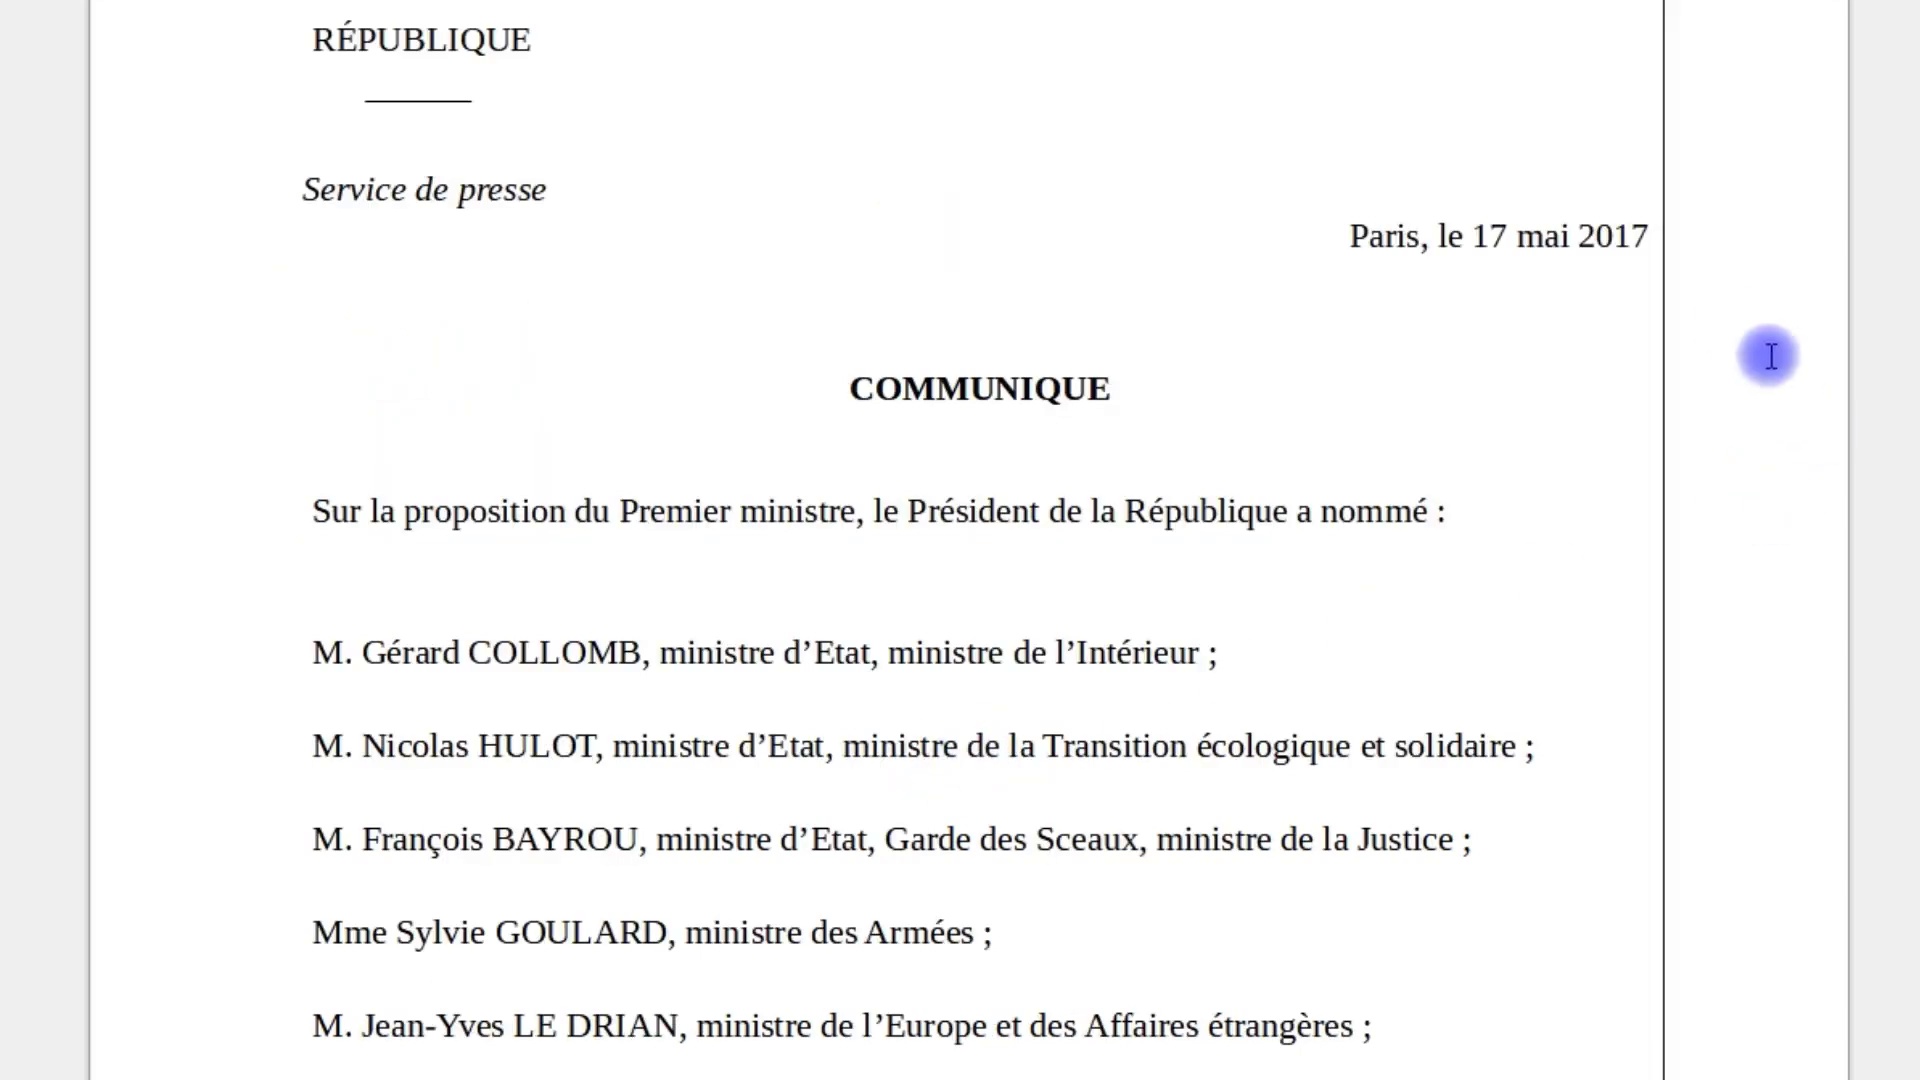 RÉPUBLIQUE
Service de presse
Paris, le 17 mai 2017
COMMUNIQUE
Sur la proposition du Premier ministre, le Président de la République a nommé :
M. Gérard COLLOMB, ministre d’Etat, ministre de l’Intérieur ;
M. Nicolas HULOT, ministre d’Etat, ministre de la Transition écologique et solidaire ;
M. François BAYROU, ministre d’Etat, Garde des Sceaux, ministre de la Justice ;
Mme Sylvie GOULARD, ministre des Armées ;
M. Jean-Yves LE DRIAN, ministre de l’Europe et des Affaires étrangères ;